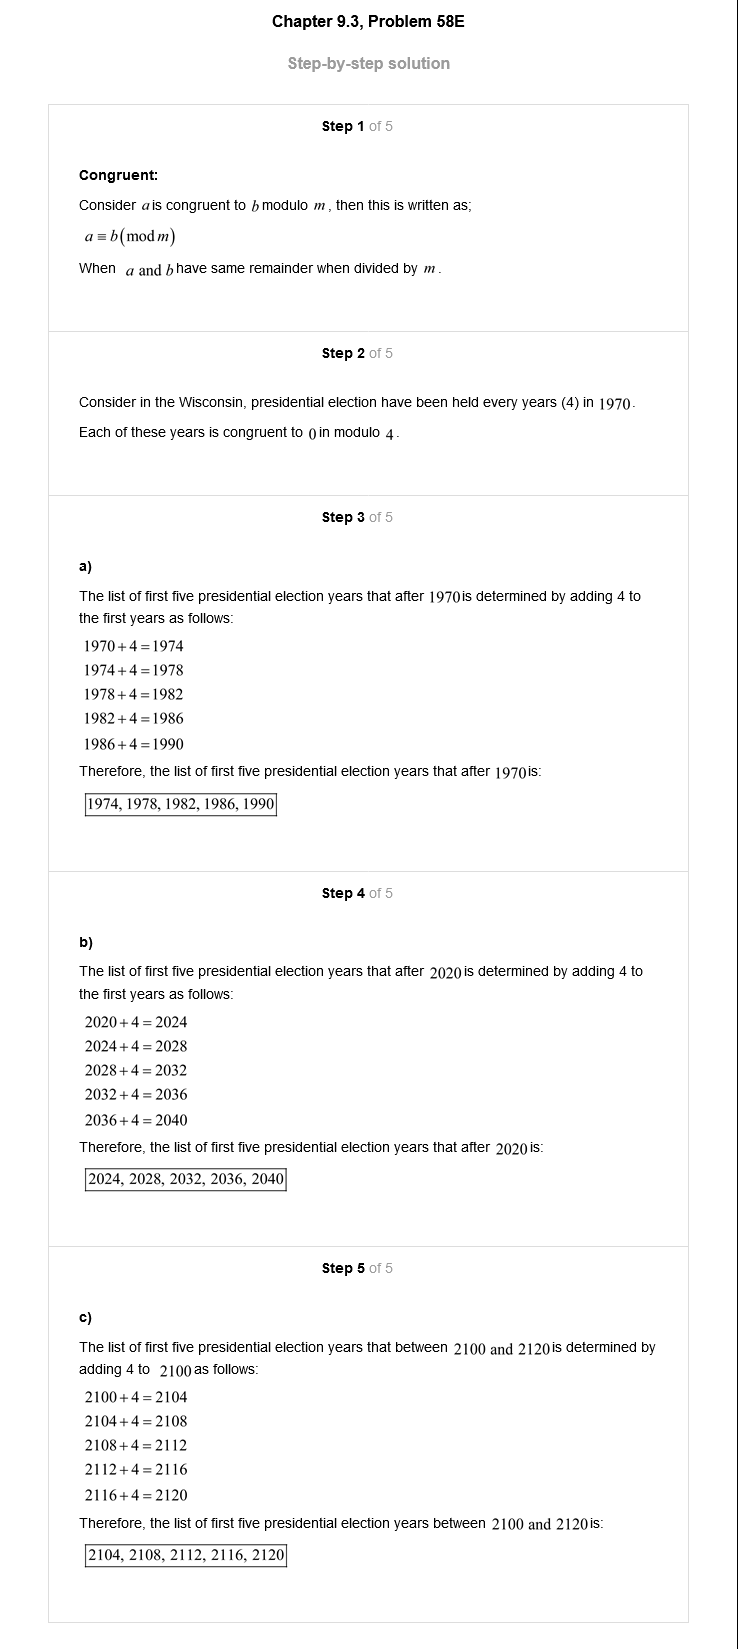 Chapter 9.3, Problem 58E
Step-by-step solution
Step 1 of 5
Congruent:
Consider a is congruent to b modulo m, then this is written as;
a ≡ b(mod m)
When a and b have same remainder when divided by m.
Step 2 of 5
Consider in the Wisconsin, presidential election have been held every years (4) in 1970.
Each of these years is congruent to 0 in modulo 4.
Step 3 of 5
a)
The list of first five presidential election years that after 1970 is determined by adding 4 to
the first years as follows:
1970 + 4 = 1974
1974 + 4 = 1978
1978 + 4 = 1982
1982 + 4 = 1986
1986 + 4 = 1990
Therefore, the list of first five presidential election years that after 1970 is:
1974, 1978, 1982, 1986, 1990
Step 4 of 5
b)
The list of first five presidential election years that after 2020 is determined by adding 4 to
the first years as follows:
2020 + 4 = 2024
2024 + 4 = 2028
2028 + 4 = 2032
2032 + 4 = 2036
2036 + 4 = 2040
Therefore, the list of first five presidential election years that after 2020 is:
2024, 2028, 2032, 2036, 2040
Step 5 of 5
c)
The list of first five presidential election years that between 2100 and 2120 is determined by
adding 4 to 2100 as follows:
2100 + 4 = 2104
2104 + 4 = 2108
2108 + 4 = 2112
2112 + 4 = 2116
2116 + 4 = 2120
Therefore, the list of first five presidential election years between 2100 and 2120 is:
2104, 2108, 2112, 2116, 2120